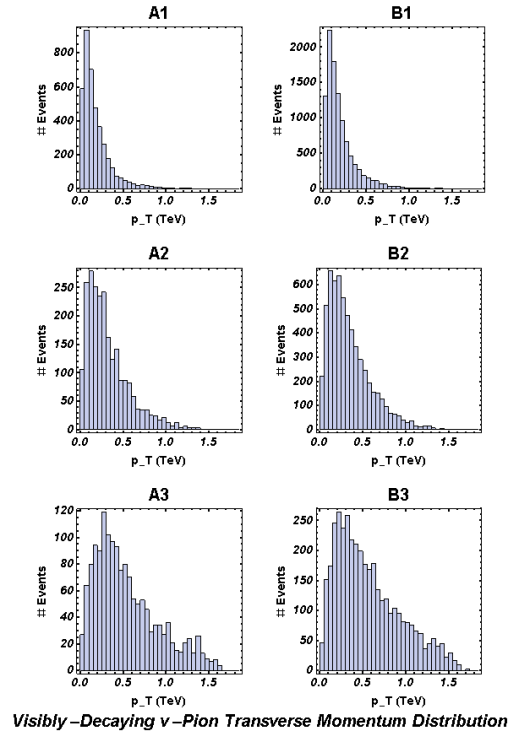 A1
B1
# Events
800
600
400
200
0
0.0 0.5 1.0 1.5
p_T (TeV)
# Events
2000
1500
1000
500
0
0.0 0.5 1.0 1.5
p_T (TeV)
A2
B2
# Events
250
200
150
100
50
0
0.0 0.5 1.0 1.5
p_T (TeV)
# Events
600
500
400
300
200
100
0
0.0 0.5 1.0 1.5
p_T (TeV)
A3
B3
# Events
120
100
80
60
40
20
0
0.0 0.5 1.0 1.5
p_T (TeV)
# Events
250
200
150
100
50
0
0.0 0.5 1.0 1.5
p_T (TeV)
Visibly –Decaying v –Pion Transverse Momentum Distribution